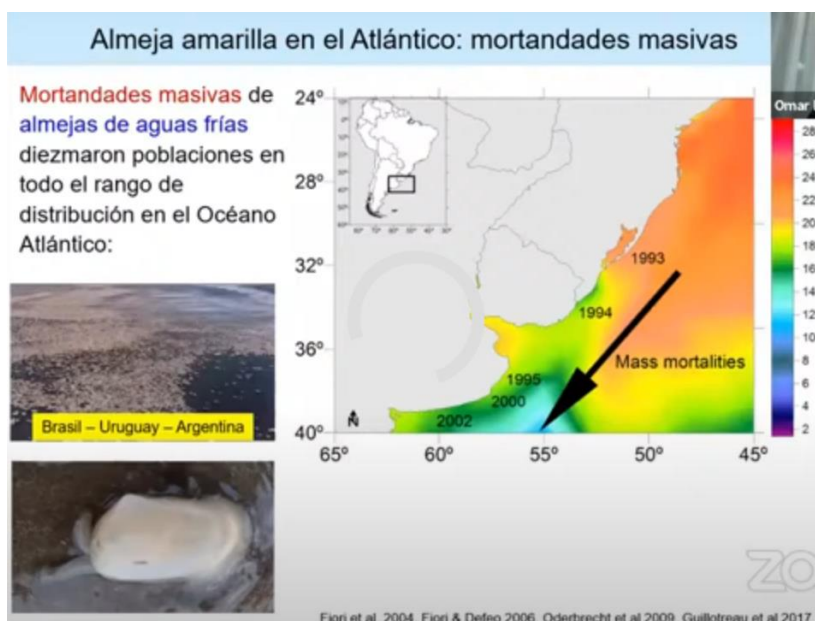 Almeja amarilla en el Atlántico: mortandades masivas
Mortandades masivas de
almejas de aguas frías
diezmaron poblaciones en
todo el rango de
distribución en el Océano
Atlántico:
Brasil – Uruguay – Argentina
24º
28º
32º
36º
40º
65º
60º
55º
50º
45º
N
1993
1994
1995
2000
2002
Mass mortalities
Omar
28
26
24
22
20
18
16
14
12
10
8
6
4
2
ZO
Fiori et al. 2004, Fiori & Defeo 2006, Oderbrecht et al 2009, Guillotreau et al 2017